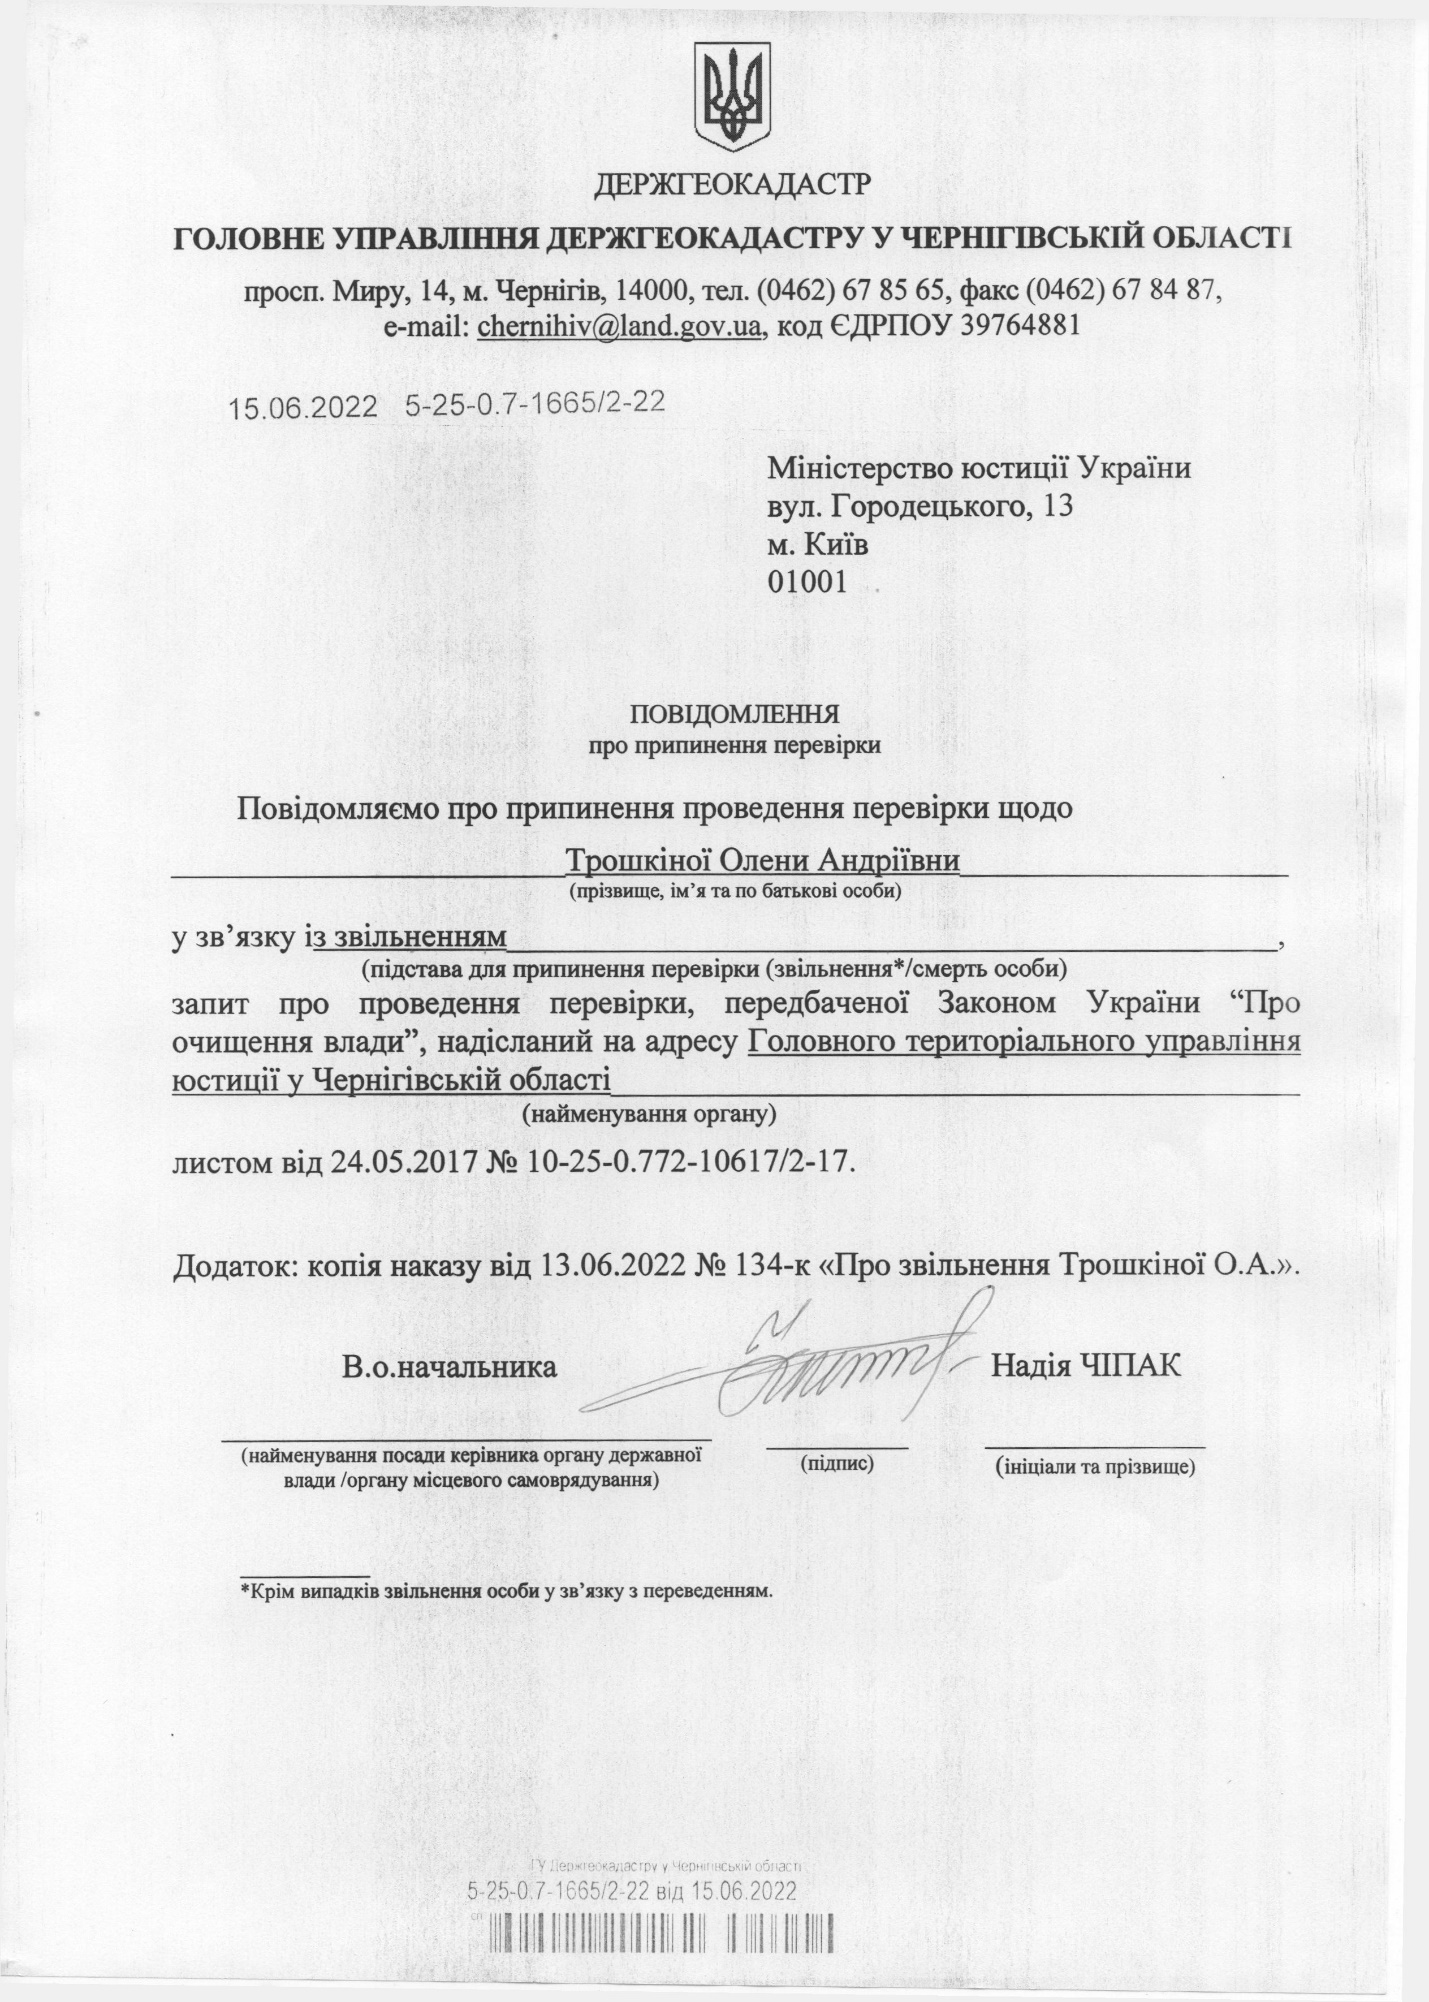 ДЕРЖГЕОКАДАСТР
ГОЛОВНЕ УПРАВЛІННЯ ДЕРЖГЕОКАДАСТРУ У ЧЕРНІГІВСЬКІЙ ОБЛАСТІ
просп. Миру, 14, м. Чернігів, 14000, тел. (0462) 67 85 65, факс (0462) 67 84 87,
e-mail: chernihiv@land.gov.ua, код ЄДРПОУ 39764881
15.06.2022 5-25-0.7-1665/2-22
Міністерство юстиції України
вул. Городецького, 13
м. Київ
01001
ПОВІДОМЛЕННЯ
про припинення перевірки
Повідомляємо про припинення проведення перевірки щодо
Трошкіної Олени Андріївни
(прізвище, ім’я та по батькові особи)
у зв’язку із звільненням,
(підстава для припинення перевірки (звільнення*/смерть особи)
запит про проведення перевірки, передбаченої Законом України “Про
очищення влади”, надісланий на адресу Головного територіального управління
юстиції у Чернігівській області
(найменування органу)
листом від 24.05.2017 № 10-25-0.772-10617/2-17.
Додаток: копія наказу від 13.06.2022 № 134-к «Про звільнення Трошкіної О.А.».
В.о.начальника Надія ЧІПАК
(найменування посади керівника органу державної
влади /органу місцевого самоврядування)
(підпис)
(ініціали та прізвище)
*Крім випадків звільнення особи у зв’язку з переведенням.
ГУ Держгеокадастру у Чернігівській області
5-25-0.7-1665/2-22 від 15.06.2022
СП